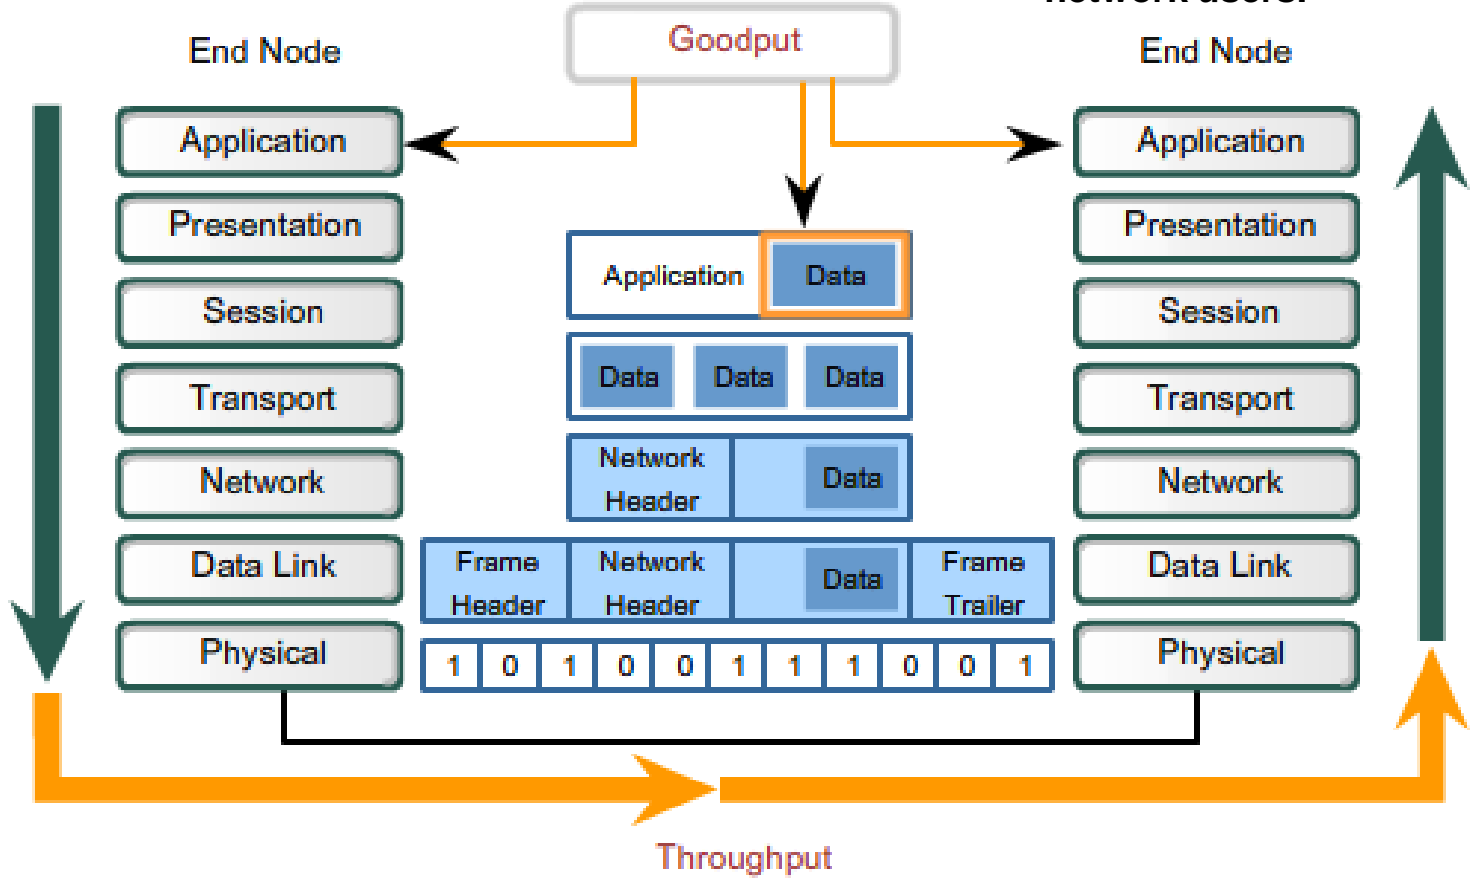 network users.
End Node
Goodput
End Node
Application
Application
Presentation
Presentation
Application Data
Session
Session
Data Data Data
Transport
Transport
Network
Header
Data
Network
Network
Frame
Header
Network
Header
Data
Frame
Trailer
Data Link
Data Link
Physical
1 0 1 0 0 1 1 1 0 0 1
Physical
Throughput